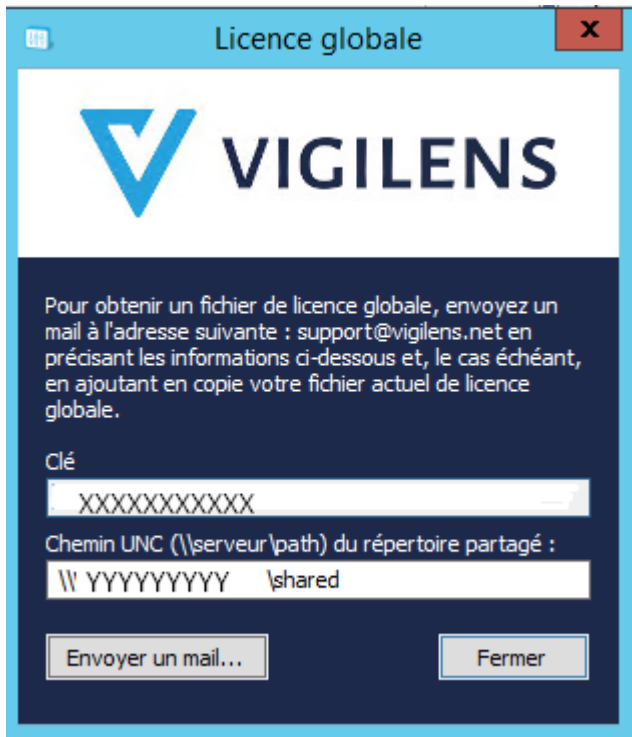 Licence globale
x
VIGILENS
Pour obtenir un fichier de licence globale, envoyez un
mail à l'adresse suivante : support@vigilens.net en
précisant les informations ci-dessous et, le cas échéant,
en ajoutant en copie votre fichier actuel de licence
globale.
Clé
XXXXXXXXXXX
Chemin UNC (\\serveur\path) du répertoire partagé :
\\ YYYYYYYYY \shared
Envoyer un mail... Fermer